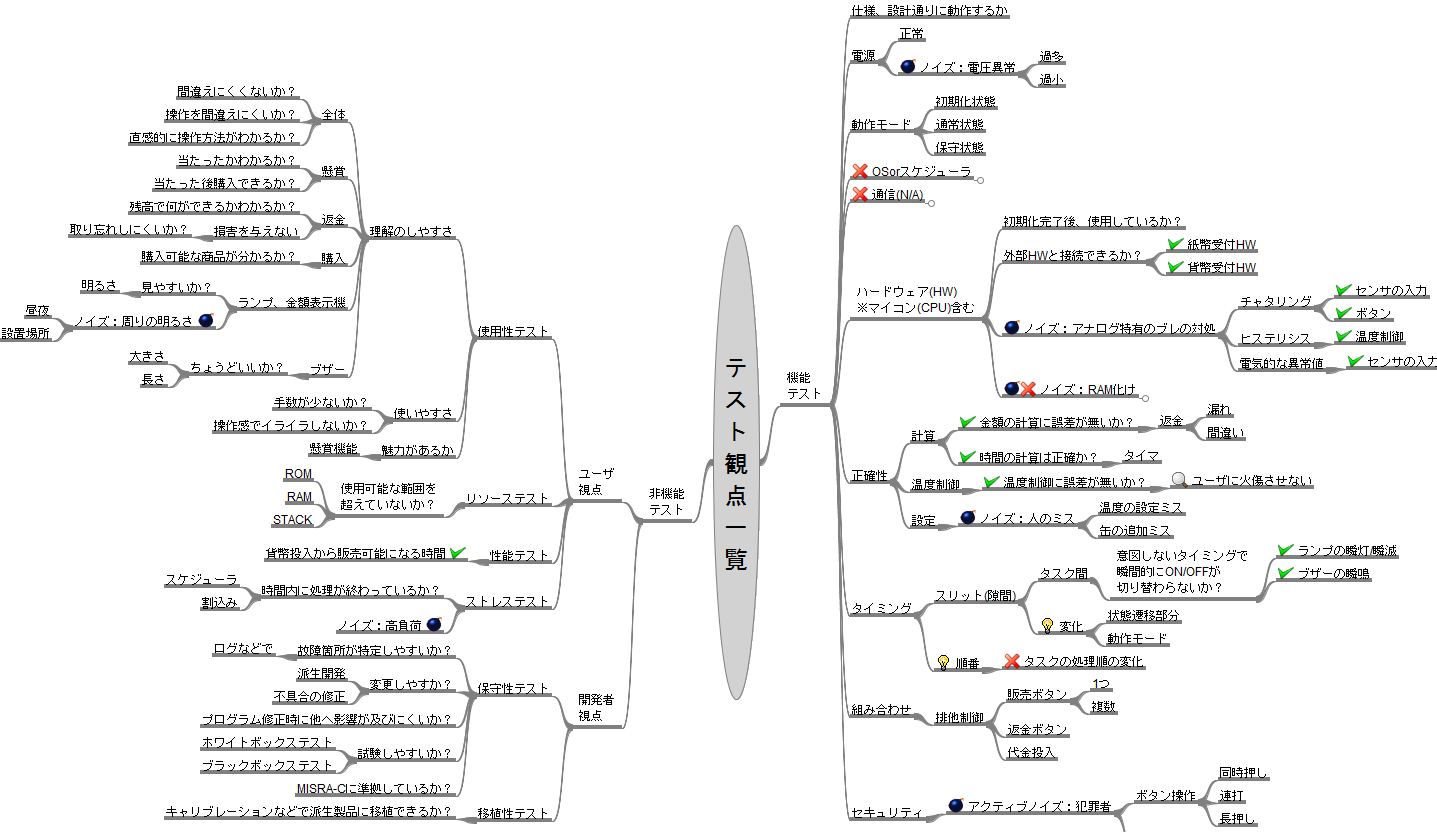 テスト観点一覧
機能
テスト
仕様、設計通りに動作するか
電源
正常
ノイズ：電圧異常
過多
過小
動作モード
初期化状態
通常状態
保守状態
OSorスケジューラ
通信(N/A)
ハードウェア(HW)
※マイコン(CPU)含む
初期化完了後、使用しているか？
外部HWと接続できるか？
紙幣受付HW
貨幣受付HW
ノイズ：アナログ特有のブレの対処
チャタリング
センサの入力
ボタン
ヒステリシス
温度制御
電気的な異常値
センサの入力
ノイズ：RAM化け
正確性
計算
金額の計算に誤差が無いか？
返金
漏れ
間違い
時間の計算は正確か？
タイマ
温度制御
温度制御に誤差が無いか？
ユーザに火傷させない
設定
ノイズ：人のミス
温度の設定ミス
缶の追加ミス
タイミング
スリット(隙間)
タスク間
意図しないタイミングで
瞬間的にON/OFFが
切り替わらないか？
ランプの瞬灯/瞬滅
ブザーの瞬鳴
変化
状態遷移部分
動作モード
順番
タスクの処理順の変化
組み合わせ
排他制御
販売ボタン
1つ
複数
返金ボタン
代金投入
セキュリティ
アクティブノイズ：犯罪者
ボタン操作
同時押し
連打
長押し
非機能
テスト
ユーザ
視点
使用性テスト
理解のしやすさ
全体
間違えにくくないか？
操作を間違えにくいか？
直感的に操作方法がわかるか？
懸賞
当たったかわかるか？
当たった後購入できるか？
返金
残高で何ができるかわかるか？
損害を与えない
取り忘れしにくいか？
購入
購入可能な商品が分かるか？
ランプ、金額表示機
見やすいか？
明るさ
ノイズ：周りの明るさ
昼夜
設置場所
ブザー
ちょうどいいか？
大きさ
長さ
使いやすさ
手数が少ないか？
操作感でイライラしないか？
魅力があるか
懸賞機能
リソーステスト
使用可能な範囲を
超えていないか？
ROM
RAM
STACK
性能テスト
貨幣投入から販売可能になる時間
ストレステスト
時間内に処理が終わっているか？
スケジューラ
割込み
ノイズ：高負荷
開発者
視点
保守性テスト
故障箇所が特定しやすいか？
ログなどで
変更しやすか？
派生開発
不具合の修正
プログラム修正時に他へ影響が及びにくいか？
試験しやすいか？
ホワイトボックステスト
ブラックボックステスト
MISRA-Cに準拠しているか？
移植性テスト
キャリブレーションなどで派生製品に移植できるか？